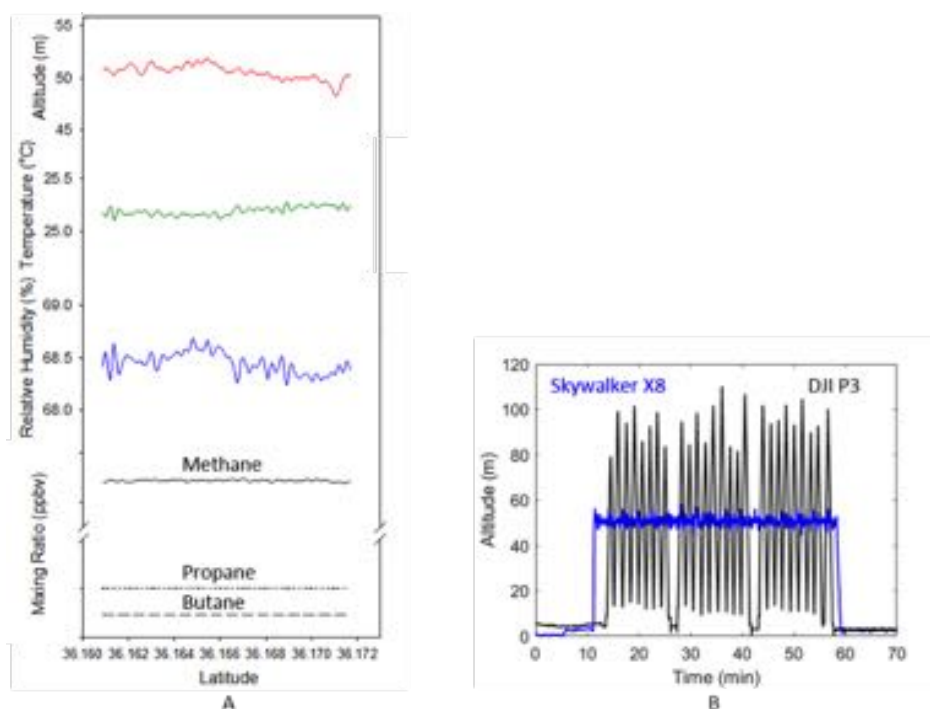 55
Altitude (m)
50
45
Temperature (°C)
25.5
25.0
Relative Humidity (%)
69.0
68.5
68.0
Mixing Ratio (ppbv)
Methane
Propane
Butane
36.160 36.162 36.164 36.166 36.168 36.170 36.172
Latitude
A
120
Skywalker X8 DJI P3
100
80
Altitude (m)
60
40
20
0
0 10 20 30 40 50 60 70
Time (min)
B